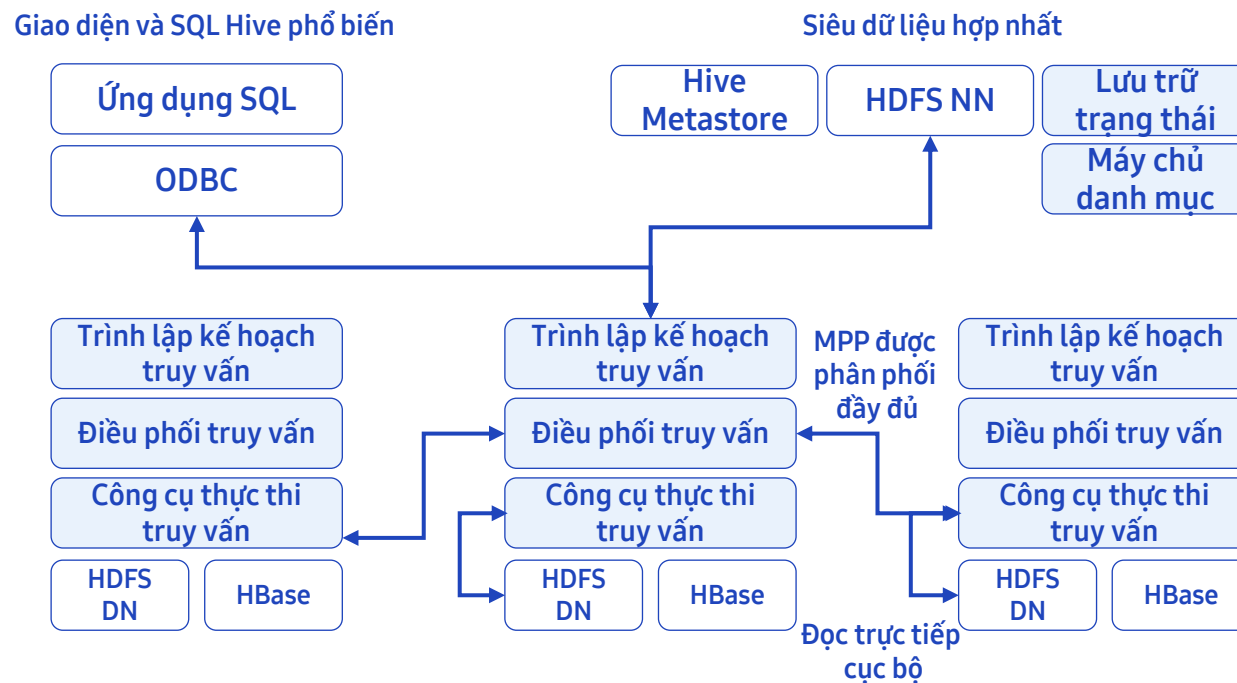 Giao diện và SQL Hive phổ biến
Siêu dữ liệu hợp nhất
Ứng dụng SQL
ODBC
Hive
Metastore
HDFS NN
Lưu trữ
trạng thái
Máy chủ
danh mục
Trình lập kế hoạch
truy vấn
Điều phối truy vấn
Công cụ thực thi
truy vấn
HDFS
DN
HBase
Trình lập kế hoạch
truy vấn
Điều phối truy vấn
Công cụ thực thi
truy vấn
HDFS
DN
HBase
MPP được
phân phối
đầy đủ
Đọc trực tiếp
cục bộ
Trình lập kế hoạch
truy vấn
Điều phối truy vấn
Công cụ thực thi
truy vấn
HDFS
DN
HBase